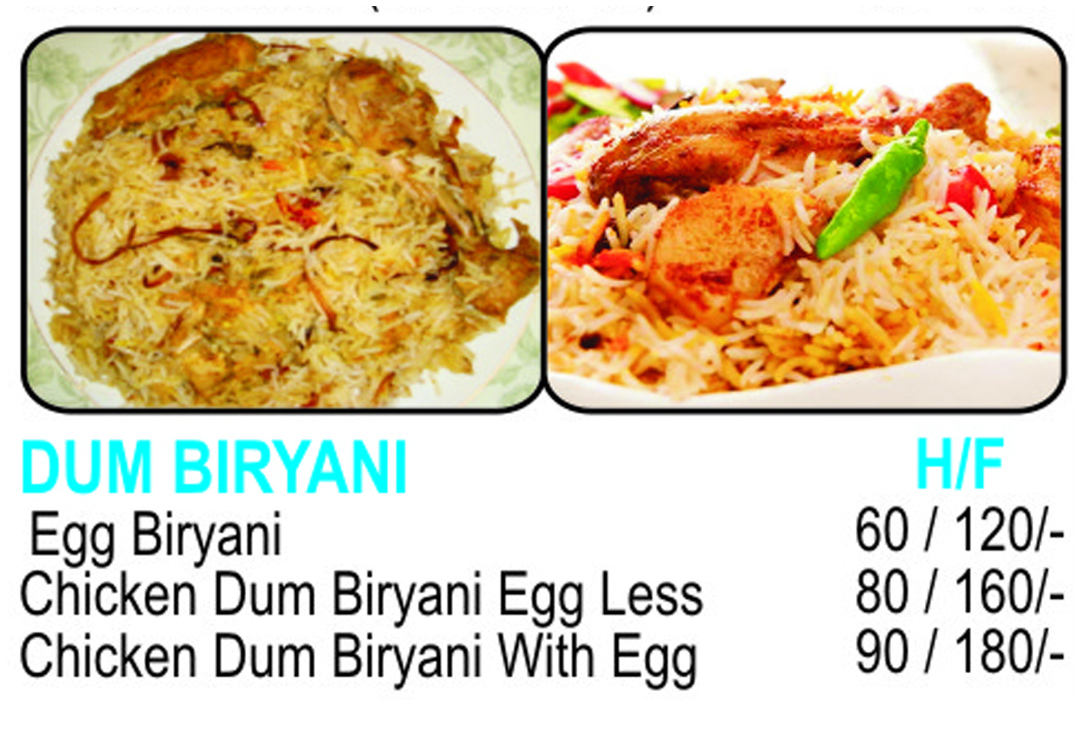 DUM BIRYANI H/F
Egg Biryani 60 / 120/-
Chicken Dum Biryani Egg Less 80 / 160/-
Chicken Dum Biryani With Egg 90 / 180/-